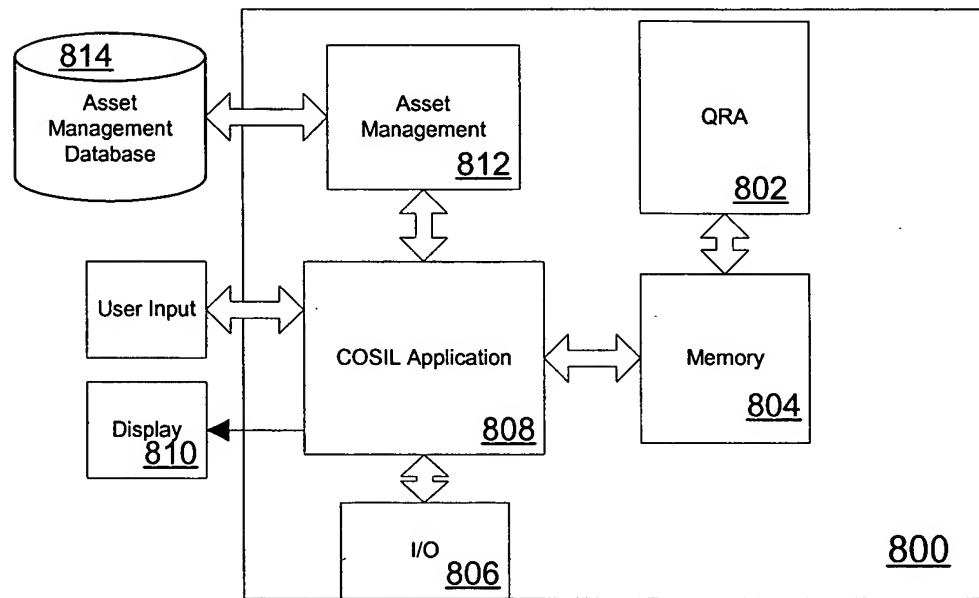 814
Asset
Management
Database
Asset
Management
812
QRA
802
User Input
COSIL Application
808
Memory
804
Display
810
I/O
806
800